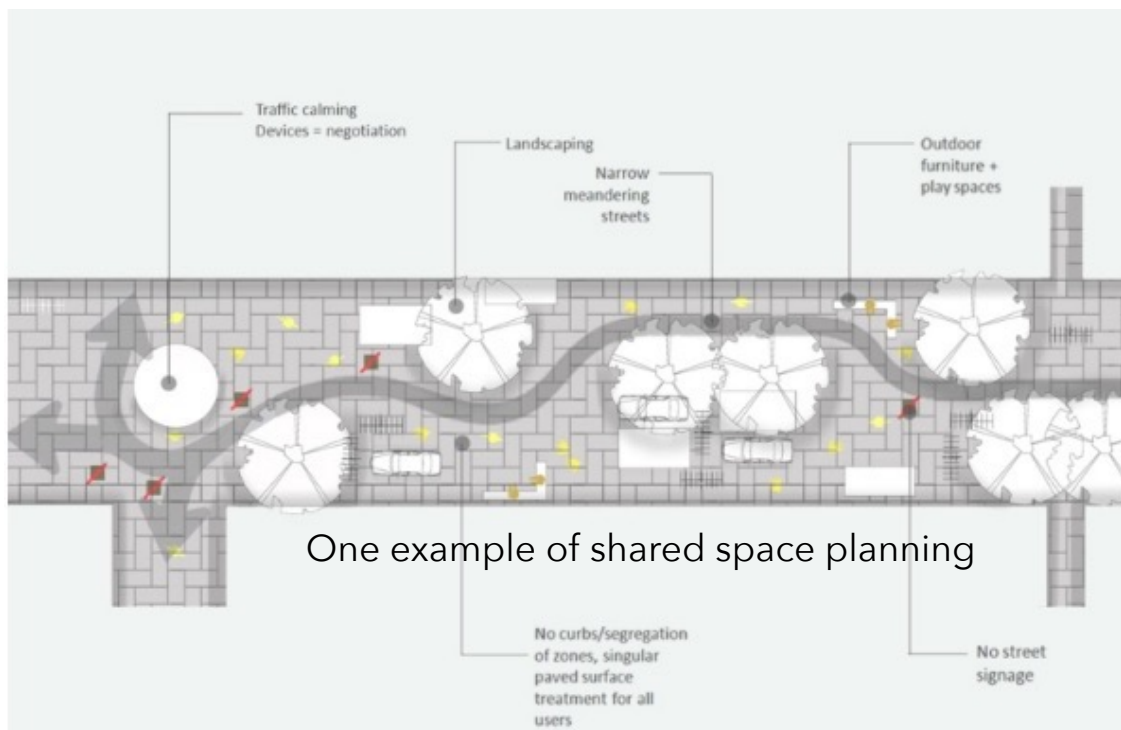 Traffic calming
Devices = negotiation
Landscaping
Narrow
meandering
streets
Outdoor
furniture +
play spaces
One example of shared space planning
No curbs/segregation
of zones, singular
paved surface
treatment for all
users
No street
signage